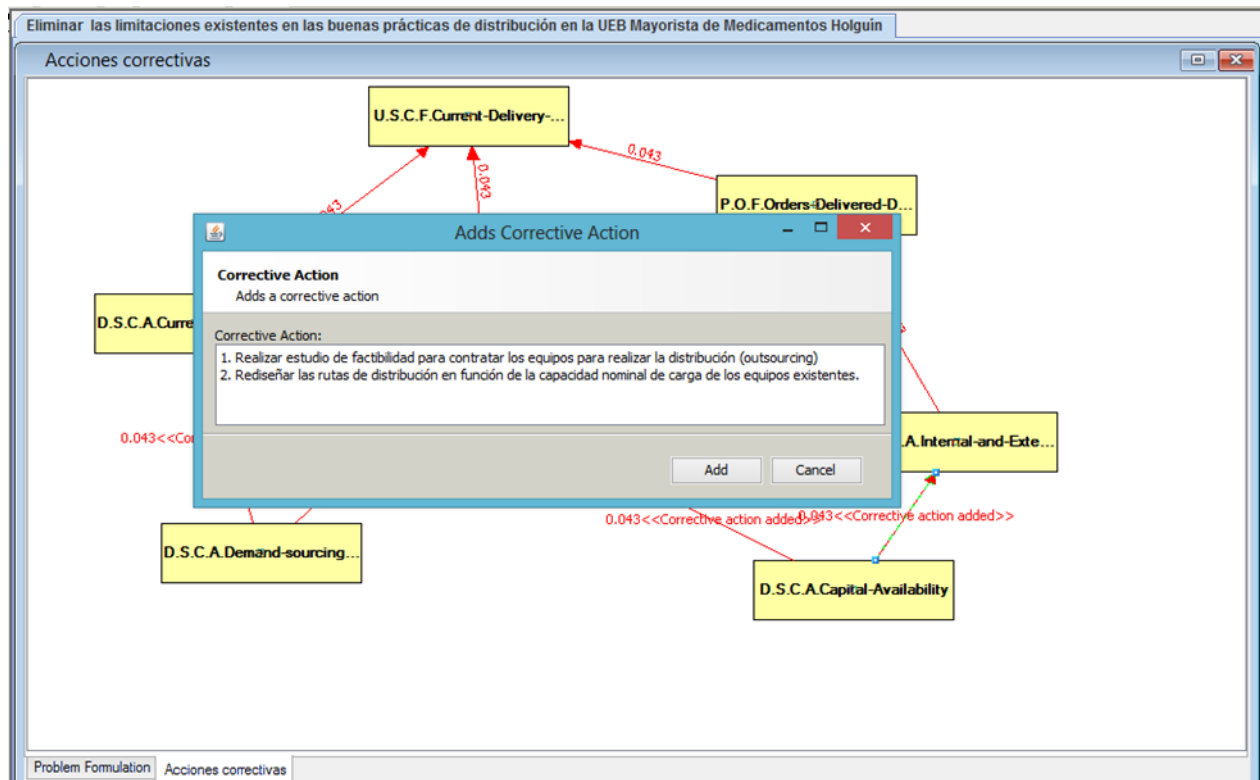 Eliminar las limitaciones existentes en las buenas prácticas de distribución en la UEB Mayorista de Medicamentos Holguín
Acciones correctivas
U.S.C.F.Current-Delivery-...
0.043
0.043
P.O.F.Orders-Delivered-D...
Adds Corrective Action
Corrective Action
Adds a corrective action
D.S.C.A.Curre
Corrective Action:
1. Realizar estudio de factibilidad para contratar los equipos para realizar la distribución (outsourcing)
2. Rediseñar las rutas de distribución en función de la capacidad nominal de carga de los equipos existentes.
0.043<<Co
.A.Internal-and-Exte...
Add
Cancel
0.043<<Corrective action added>>
0.043<<Corrective action added>>
D.S.C.A.Demand-sourcing...
D.S.C.A.Capital-Availability
Problem Formulation
Acciones correctivas